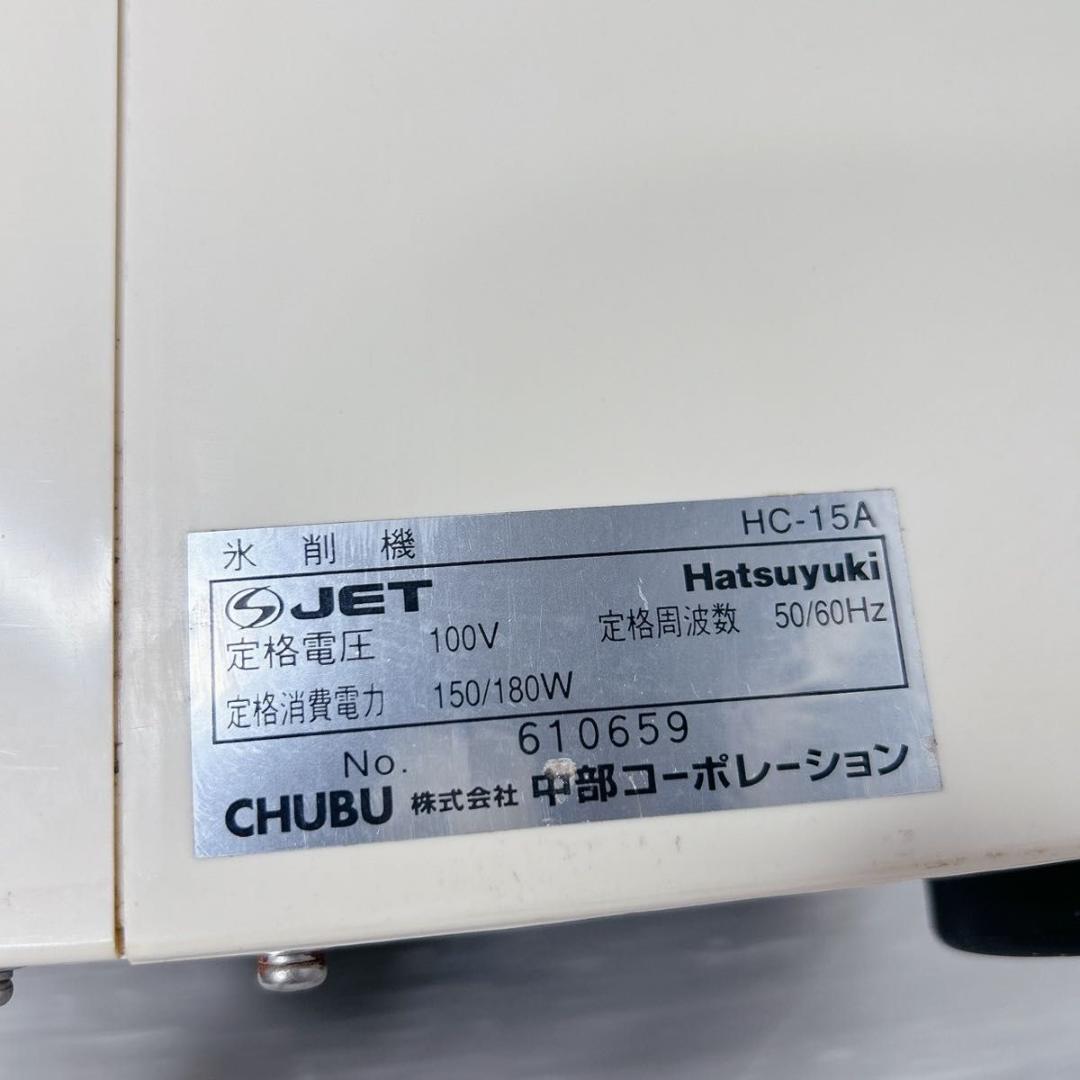 氷削機 HC-15A
JET Hatsuyuki
定格電圧 100V 定格周波数 50/60Hz
定格消費電力 150/180W
No. 610659
CHUBU 株式会社 中部コーポレーション